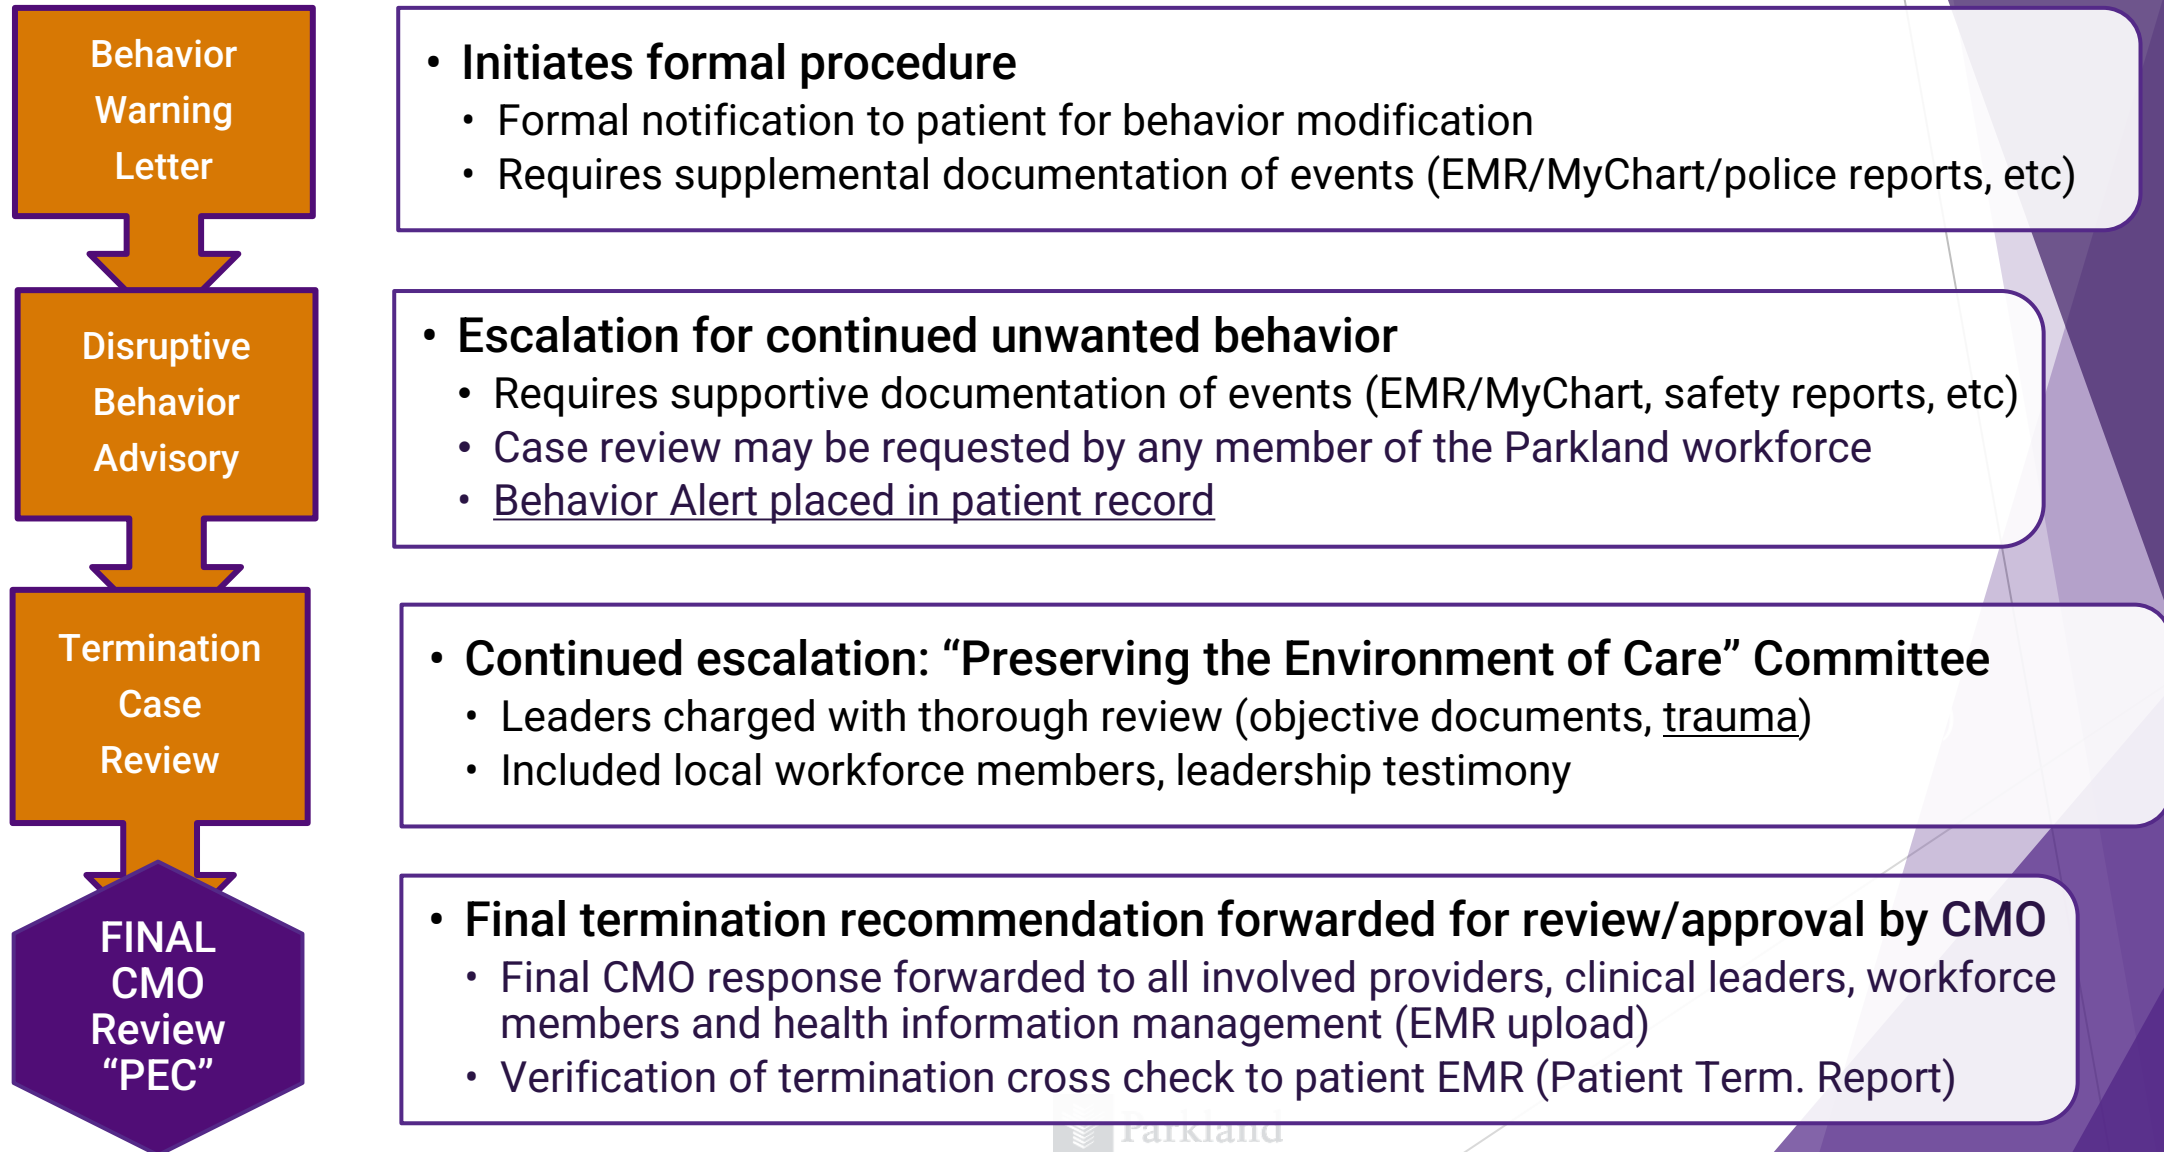 Behavior
Warning
Letter
• Initiates formal procedure
• Formal notification to patient for behavior modification
• Requires supplemental documentation of events (EMR/MyChart/police reports, etc)
Disruptive
Behavior
Advisory
• Escalation for continued unwanted behavior
• Requires supportive documentation of events (EMR/MyChart, safety reports, etc)
• Case review may be requested by any member of the Parkland workforce
• Behavior Alert placed in patient record
Termination
Case
Review
• Continued escalation: “Preserving the Environment of Care” Committee
• Leaders charged with thorough review (objective documents, trauma)
• Included local workforce members, leadership testimony
FINAL
CMO
Review
“PEC”
• Final termination recommendation forwarded for review/approval by CMO
• Final CMO response forwarded to all involved providers, clinical leaders, workforce
members and health information management (EMR upload)
• Verification of termination cross check to patient EMR (Patient Term. Report)
Parkland